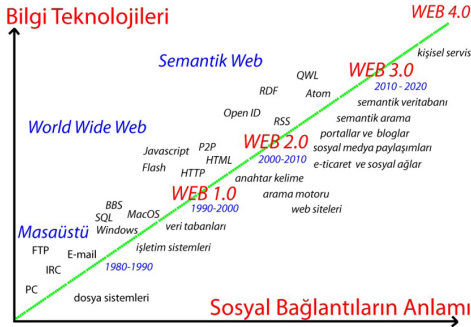 Bilgi Teknolojileri
WEB 4.0
kişisel servis
Semantik Web
WEB 3.0
QWL
2010 - 2020
RDF
Atom
semantik veritabanı
Open ID
RSS
semantik arama
World Wide Web
portallar ve bloglar
WEB 2.0
sosyal medya paylaşımları
Javascript
P2P
2000-2010
HTML
e-ticaret ve sosyal ağlar
Flash
HTTP
anahtar kelime
WEB 1.0
arama motoru
BBS
1990-2000
web siteleri
SQL
MacOS
veri tabanları
Masaüstü
Windows
işletim sistemleri
FTP
E-mail
1980-1990
IRC
PC
dosya sistemleri
Sosyal Bağlantıların Anlamı